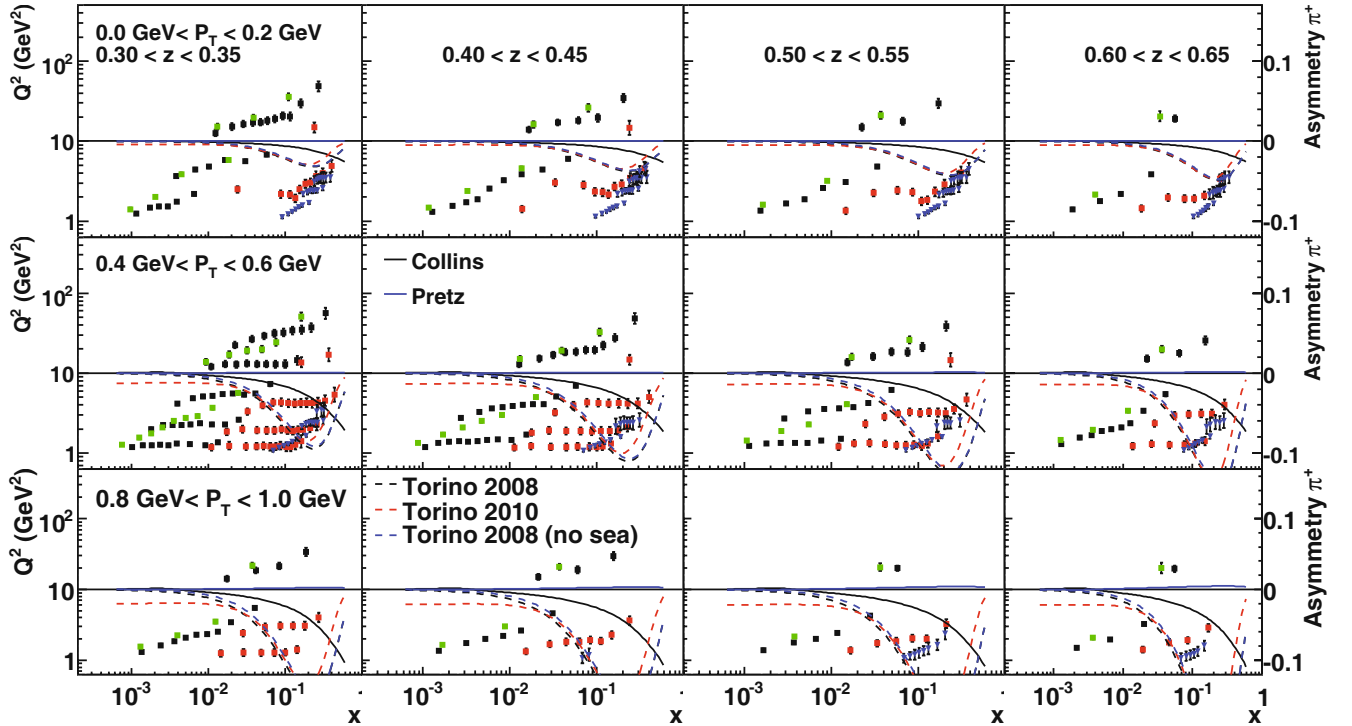 0.0 GeV< P_T < 0.2 GeV
0.30 < z < 0.35
0.40 < z < 0.45
0.50 < z < 0.55
0.60 < z < 0.65
Q² (GeV²)
10²
10
1
0.1
0
-0.1
Asymmetry π⁺
0.4 GeV< P_T < 0.6 GeV
Collins
Pretz
Q² (GeV²)
10²
10
1
0.1
0
-0.1
Asymmetry π⁺
0.8 GeV< P_T < 1.0 GeV
Torino 2008
Torino 2010
Torino 2008 (no sea)
Q² (GeV²)
10²
10
1
0.1
0
-0.1
Asymmetry π⁺
10⁻³ 10⁻² 10⁻¹
x
10⁻³ 10⁻² 10⁻¹
x
10⁻³ 10⁻² 10⁻¹
x
10⁻³ 10⁻² 10⁻¹ 1
x